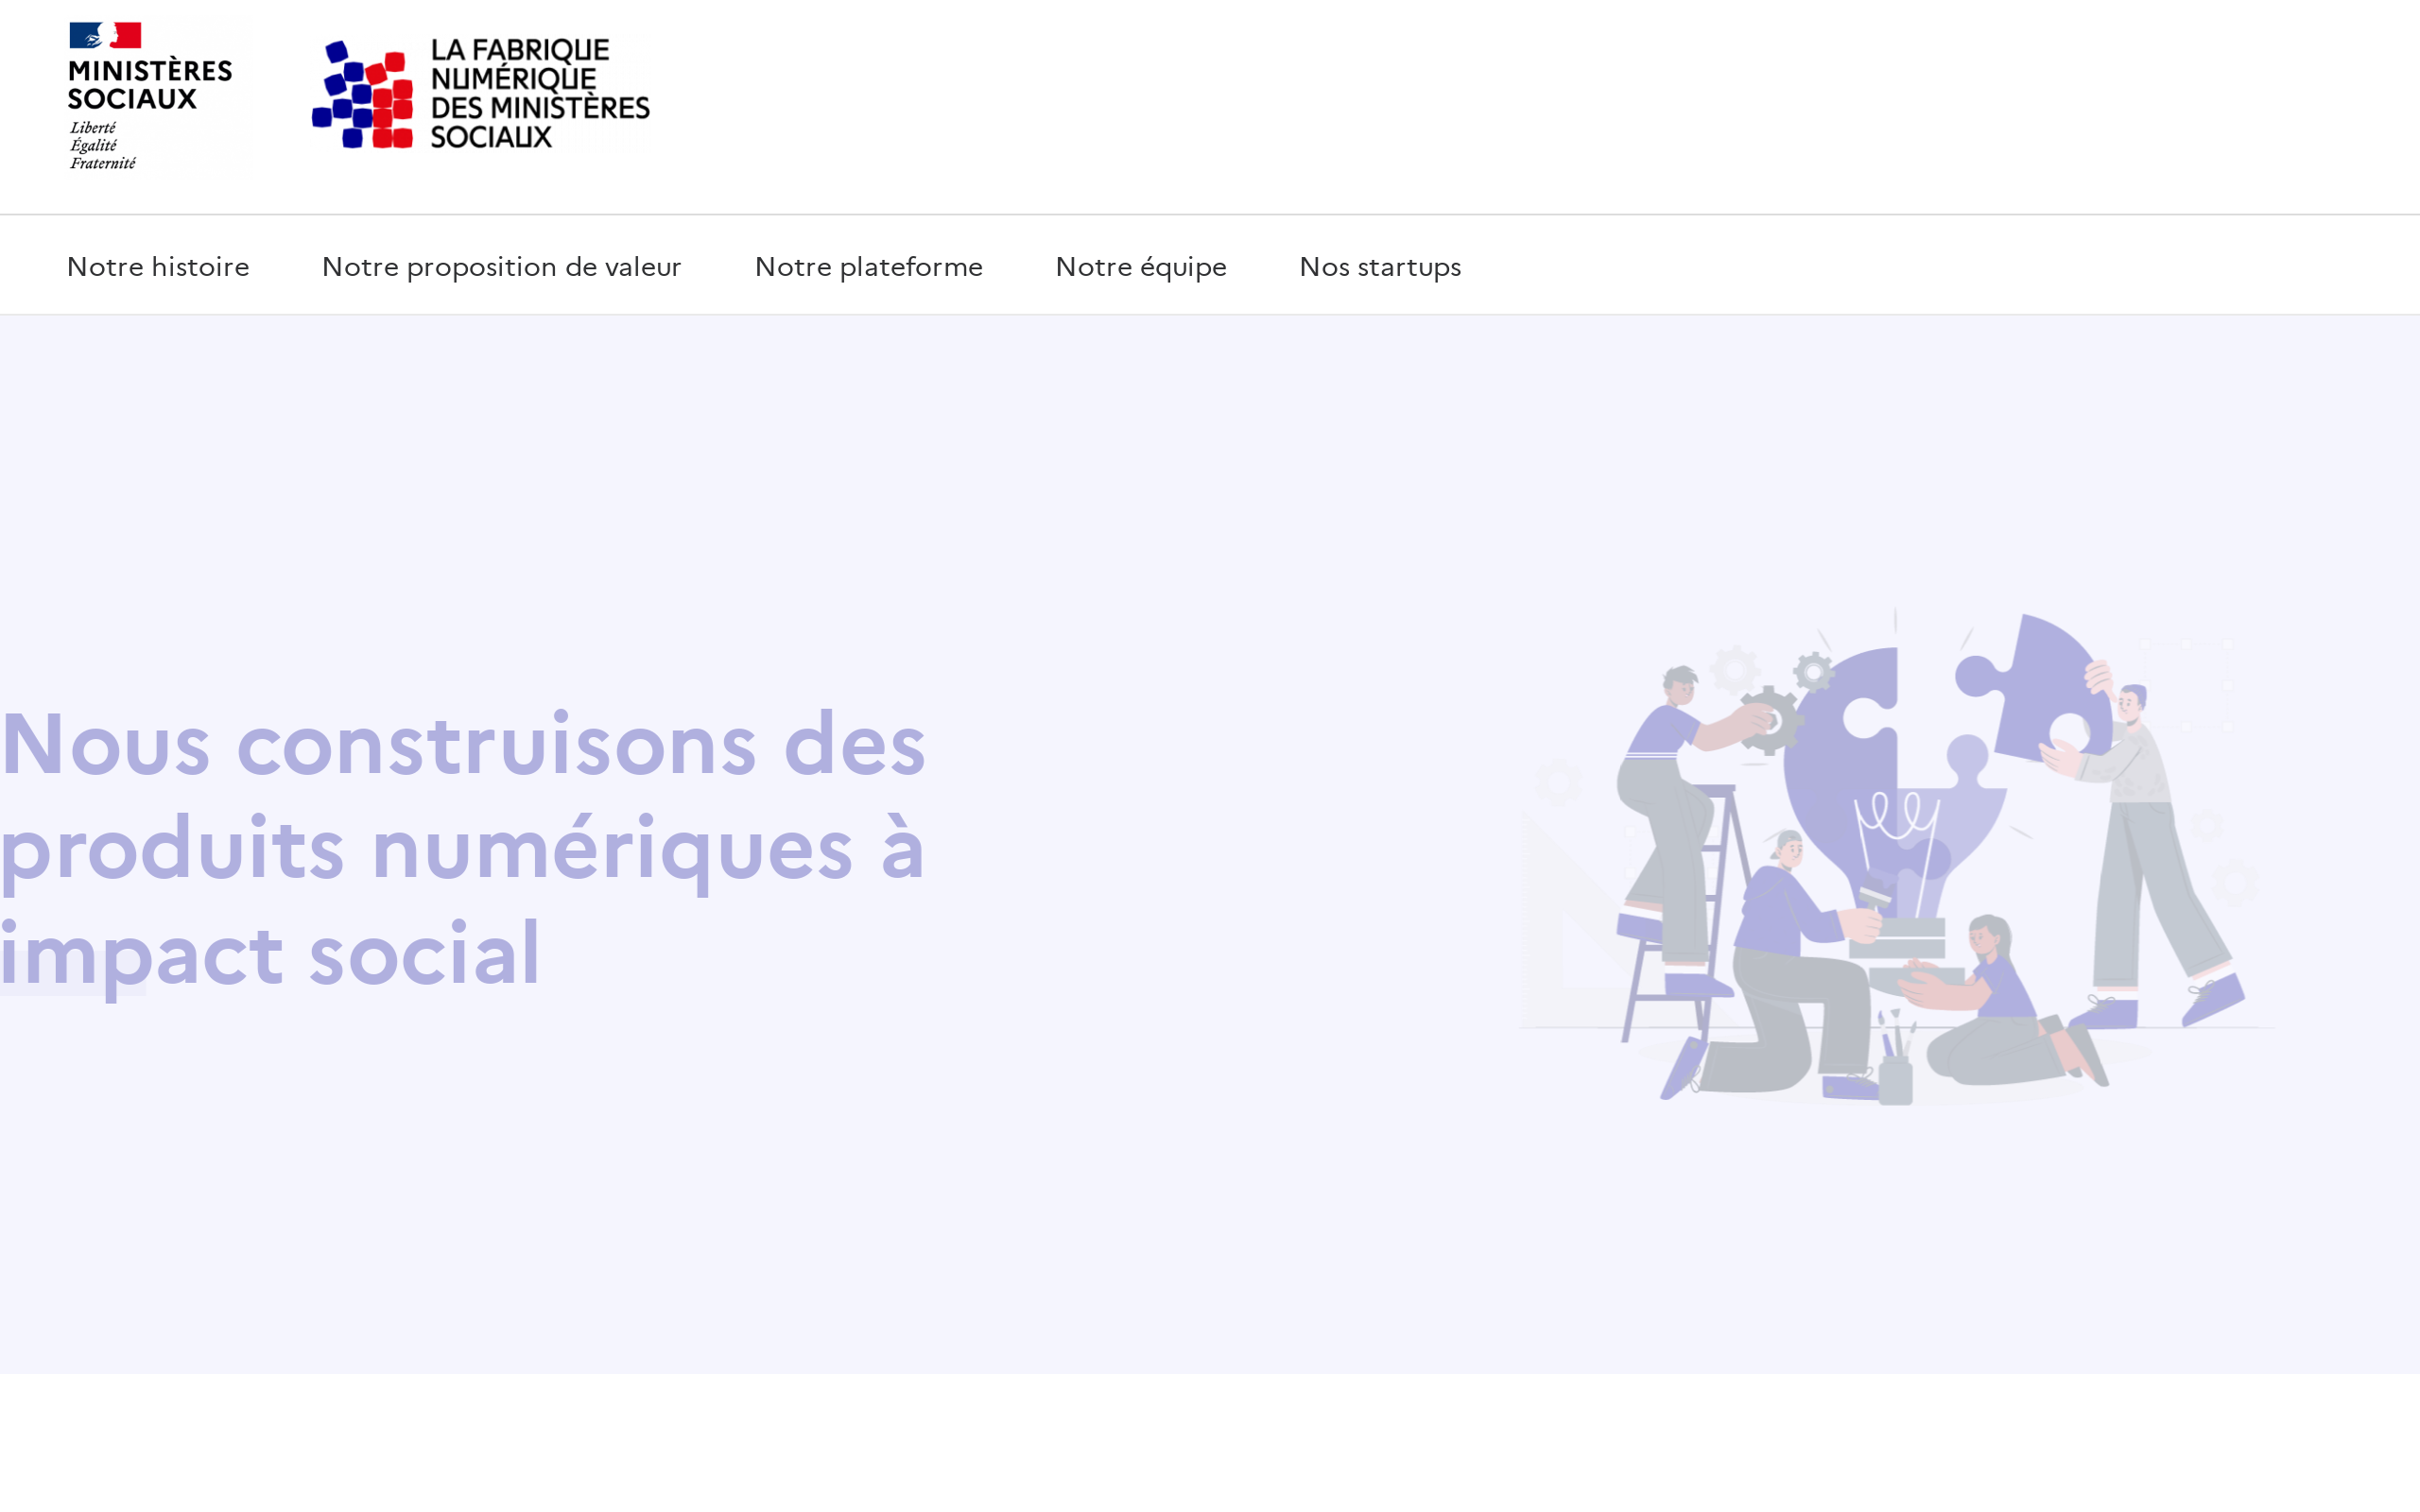 MINISTÈRES
SOCIAUX
Liberté
Égalité
Fraternité
LA FABRIQUE
NUMÉRIQUE
DES MINISTÈRES
SOCIAUX
Notre histoire
Notre proposition de valeur
Notre plateforme
Notre équipe
Nos startups
Nous construisons des
produits numériques à
impact social